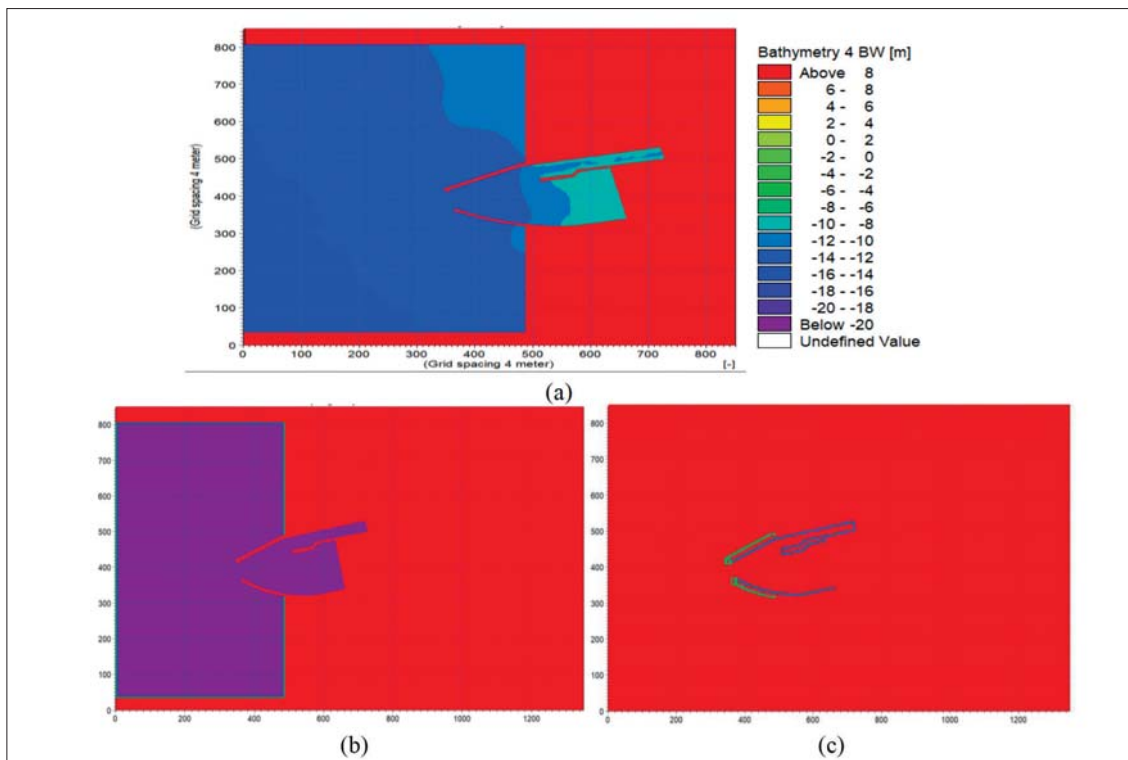 800
700
600
500
400
300
200
100
0
(Grid spacing 4 meter)
0 100 200 300 400 500 600 700 800
(Grid spacing 4 meter) [-]
Bathymetry 4 BW [m]
Above 8
6 - 8
4 - 6
2 - 4
0 - 2
-2 - 0
-4 - -2
-6 - -4
-8 - -6
-10 - -8
-12 - -10
-14 - -12
-16 - -14
-18 - -16
-20 - -18
Below -20
Undefined Value
(a)
800
700
600
500
400
300
200
100
0
0 200 400 600 800 1000 1200
(b)
800
700
600
500
400
300
200
100
0
0 200 400 600 800 1000 1200
(c)